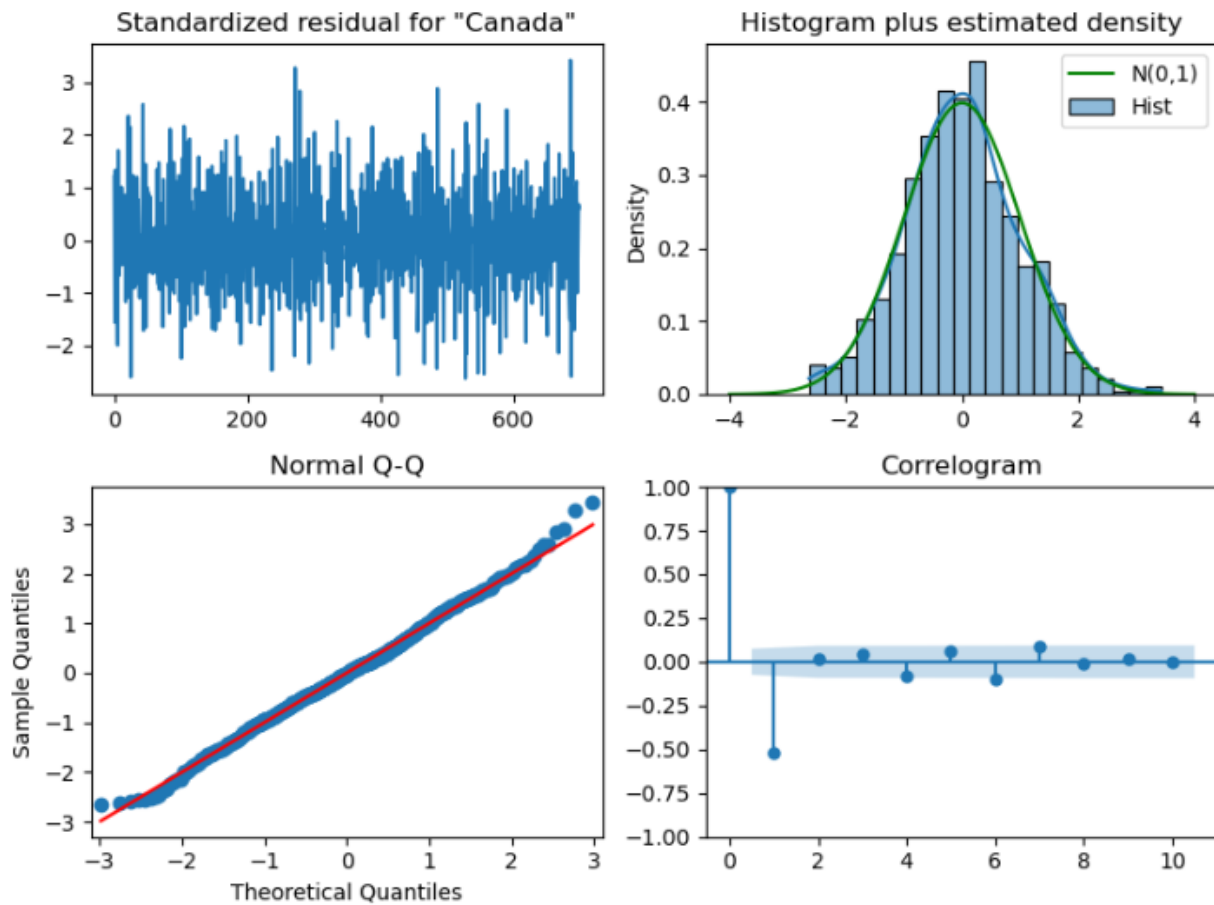 Standardized residual for "Canada"
3
2
1
0
−1
−2
0 200 400 600
Histogram plus estimated density
N(0,1)
Hist
Density
0.4
0.3
0.2
0.1
0.0
−4 −2 0 2 4
Normal Q-Q
Sample Quantiles
3
2
1
0
−1
−2
−3
−3 −2 −1 0 1 2 3
Theoretical Quantiles
Correlogram
1.00
0.75
0.50
0.25
0.00
−0.25
−0.50
−0.75
−1.00
0 2 4 6 8 10